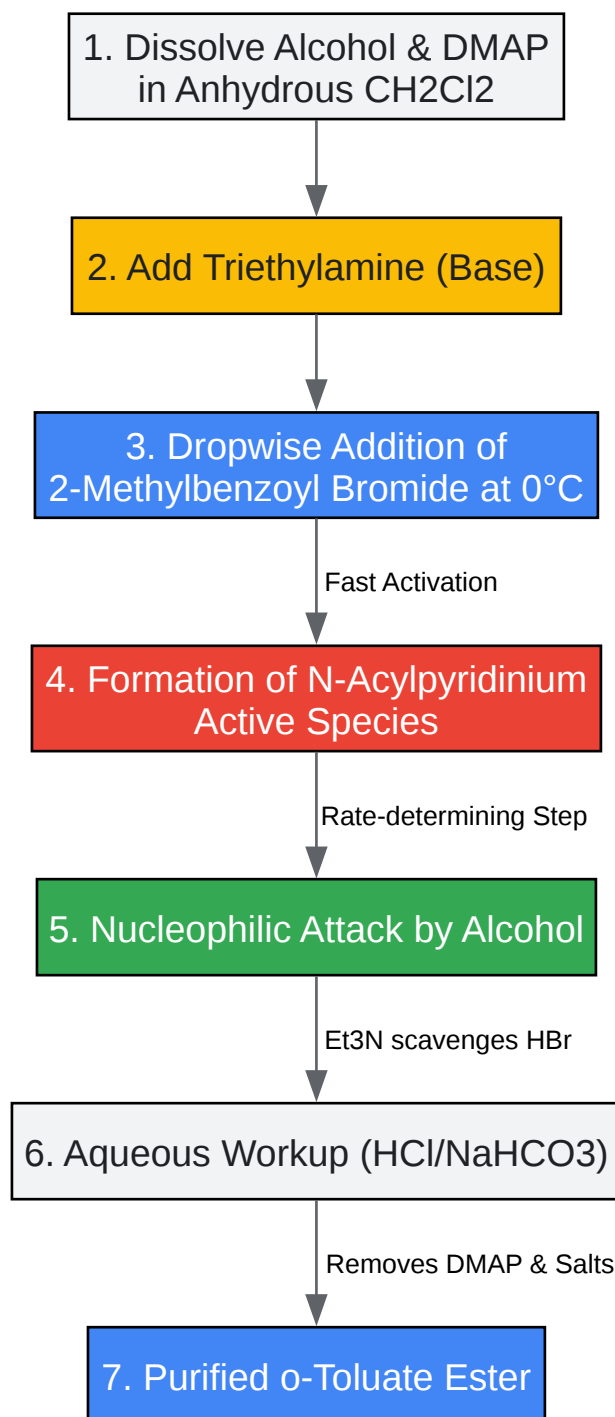 1. Dissolve Alcohol & DMAP
in Anhydrous CH2Cl2
2. Add Triethylamine (Base)
3. Dropwise Addition of
2-Methylbenzoyl Bromide at 0°C
Fast Activation
4. Formation of N-Acylpyridinium
Active Species
Rate-determining Step
5. Nucleophilic Attack by Alcohol
Et3N scavenges HBr
6. Aqueous Workup (HCl/NaHCO3)
Removes DMAP & Salts
7. Purified o-Toluate Ester